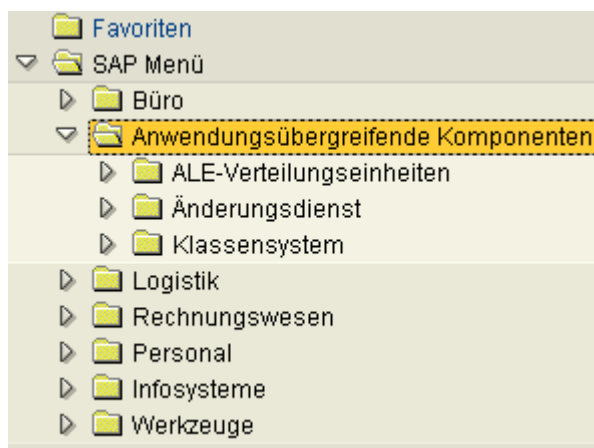 Favoriten
SAP Menü
Büro
Anwendungsübergreifende Komponenten
ALE-Verteilungseinheiten
Änderungsdienst
Klassensystem
Logistik
Rechnungswesen
Personal
Infosysteme
Werkzeuge